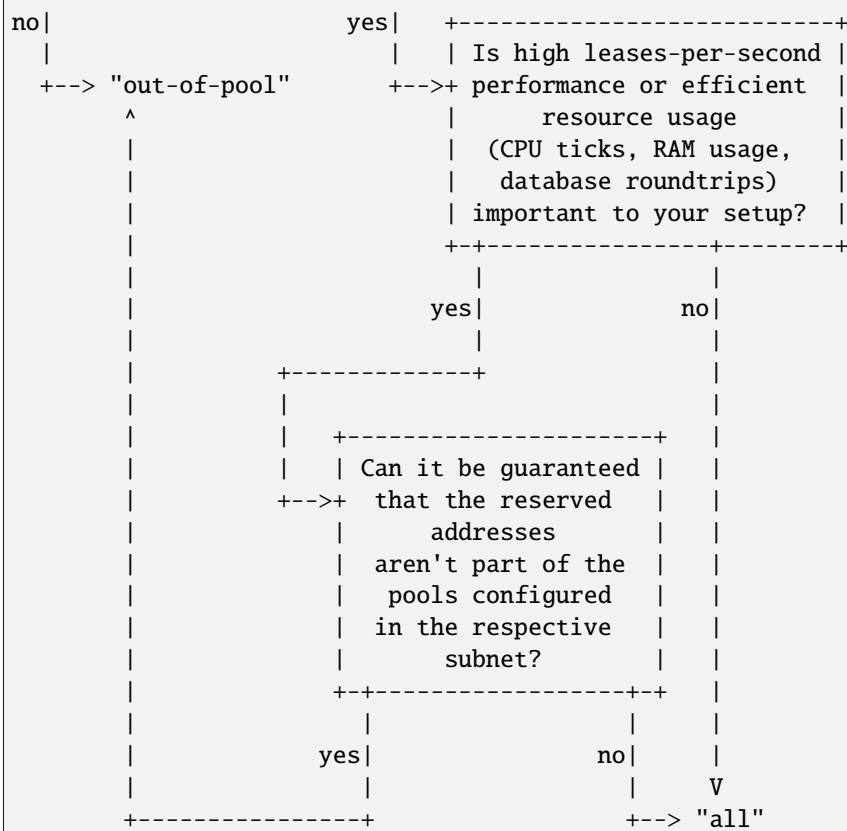 no| yes| +---------------------------+
| | | Is high leases-per-second |
+--> "out-of-pool" +-->+ performance or efficient |
^ | resource usage |
| | (CPU ticks, RAM usage, |
| | database roundtrips) |
| | important to your setup? |
| +-+----------------+--------+
| | |
| yes| no|
| | |
| +-------------+ |
| | |
| | +----------------------+ |
| | | Can it be guaranteed | |
| +-->+ that the reserved | |
| | addresses | |
| | aren't part of the | |
| | pools configured | |
| | in the respective | |
| | subnet? | |
| +-+------------------+-+ |
| | | |
| yes| no| |
| | | V
+----------------+ +--> "all"